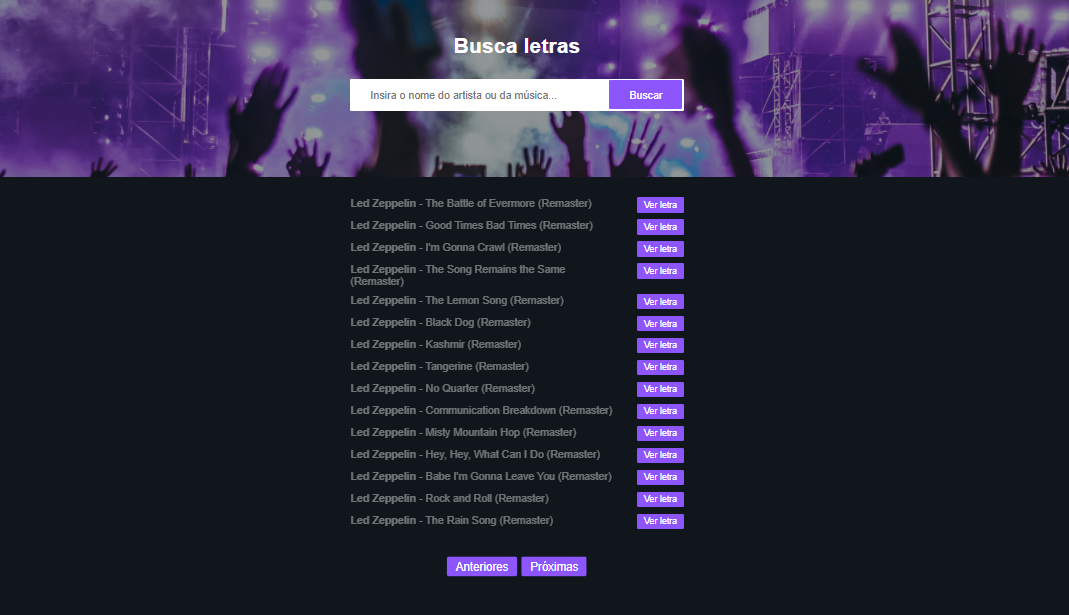 Busca letras
Insira o nome do artista ou da música...
Buscar
Led Zeppelin - The Battle of Evermore (Remaster)
Ver letra
Led Zeppelin - Good Times Bad Times (Remaster)
Ver letra
Led Zeppelin - I'm Gonna Crawl (Remaster)
Ver letra
Led Zeppelin - The Song Remains the Same
(Remaster)
Ver letra
Led Zeppelin - The Lemon Song (Remaster)
Ver letra
Led Zeppelin - Black Dog (Remaster)
Ver letra
Led Zeppelin - Kashmir (Remaster)
Ver letra
Led Zeppelin - Tangerine (Remaster)
Ver letra
Led Zeppelin - No Quarter (Remaster)
Ver letra
Led Zeppelin - Communication Breakdown (Remaster)
Ver letra
Led Zeppelin - Misty Mountain Hop (Remaster)
Ver letra
Led Zeppelin - Hey, Hey, What Can I Do (Remaster)
Ver letra
Led Zeppelin - Babe I'm Gonna Leave You (Remaster)
Ver letra
Led Zeppelin - Rock and Roll (Remaster)
Ver letra
Led Zeppelin - The Rain Song (Remaster)
Ver letra
Anteriores
Próximas